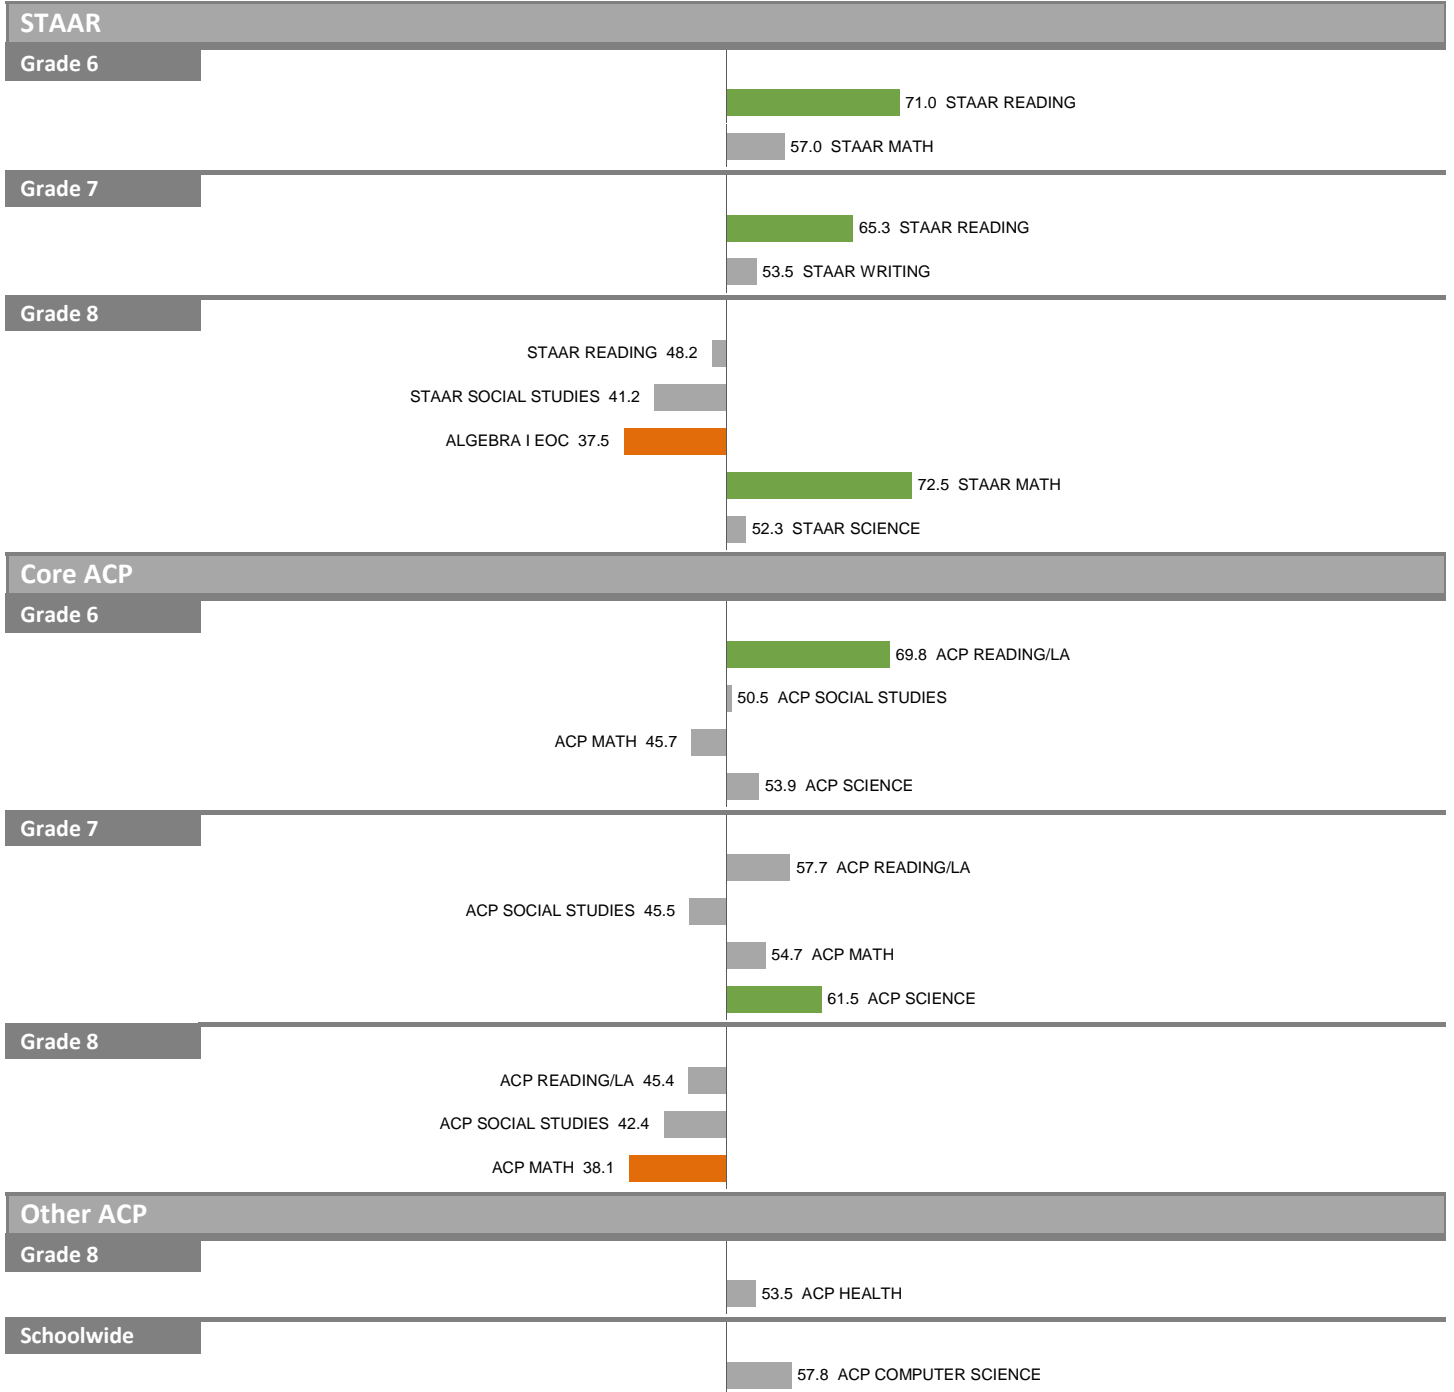 STAAR
Grade 6
71.0 STAAR READING
57.0 STAAR MATH
Grade 7
65.3 STAAR READING
53.5 STAAR WRITING
Grade 8
STAAR READING 48.2
STAAR SOCIAL STUDIES 41.2
ALGEBRA I EOC 37.5
72.5 STAAR MATH
52.3 STAAR SCIENCE
Core ACP
Grade 6
69.8 ACP READING/LA
50.5 ACP SOCIAL STUDIES
ACP MATH 45.7
53.9 ACP SCIENCE
Grade 7
57.7 ACP READING/LA
ACP SOCIAL STUDIES 45.5
54.7 ACP MATH
61.5 ACP SCIENCE
Grade 8
ACP READING/LA 45.4
ACP SOCIAL STUDIES 42.4
ACP MATH 38.1
Other ACP
Grade 8
53.5 ACP HEALTH
Schoolwide
57.8 ACP COMPUTER SCIENCE